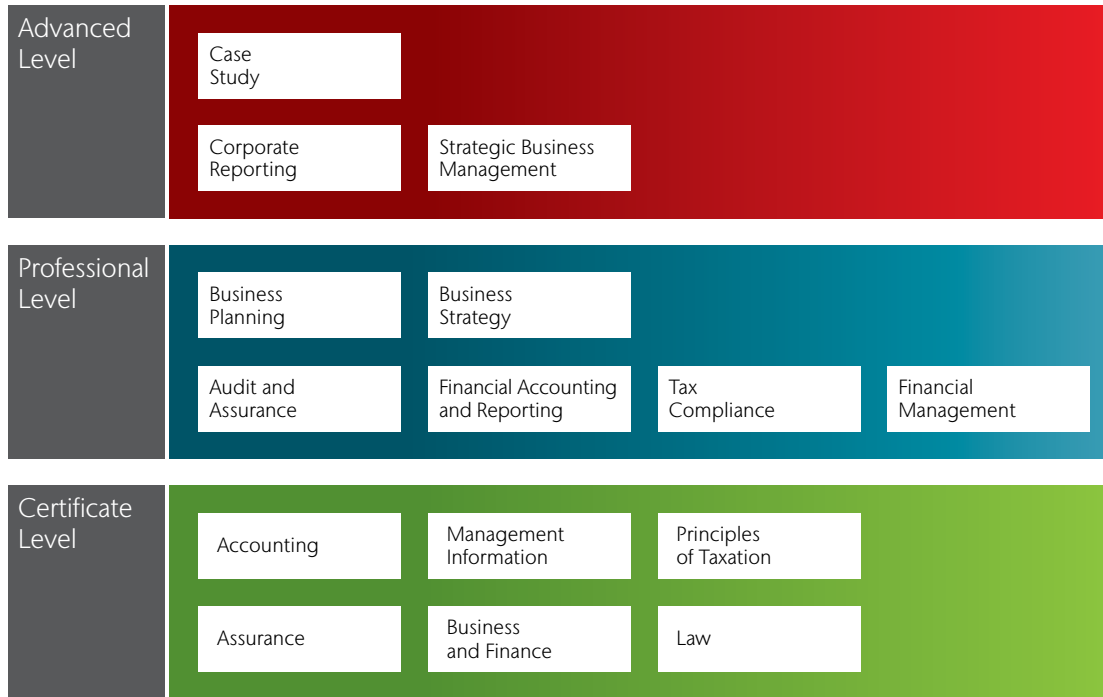 Advanced
Level
Case
Study
Corporate
Reporting
Strategic Business
Management
Professional
Level
Business
Planning
Business
Strategy
Audit and
Assurance
Financial Accounting
and Reporting
Tax
Compliance
Financial
Management
Certificate
Level
Accounting
Management
Information
Principles
of Taxation
Assurance
Business
and Finance
Law